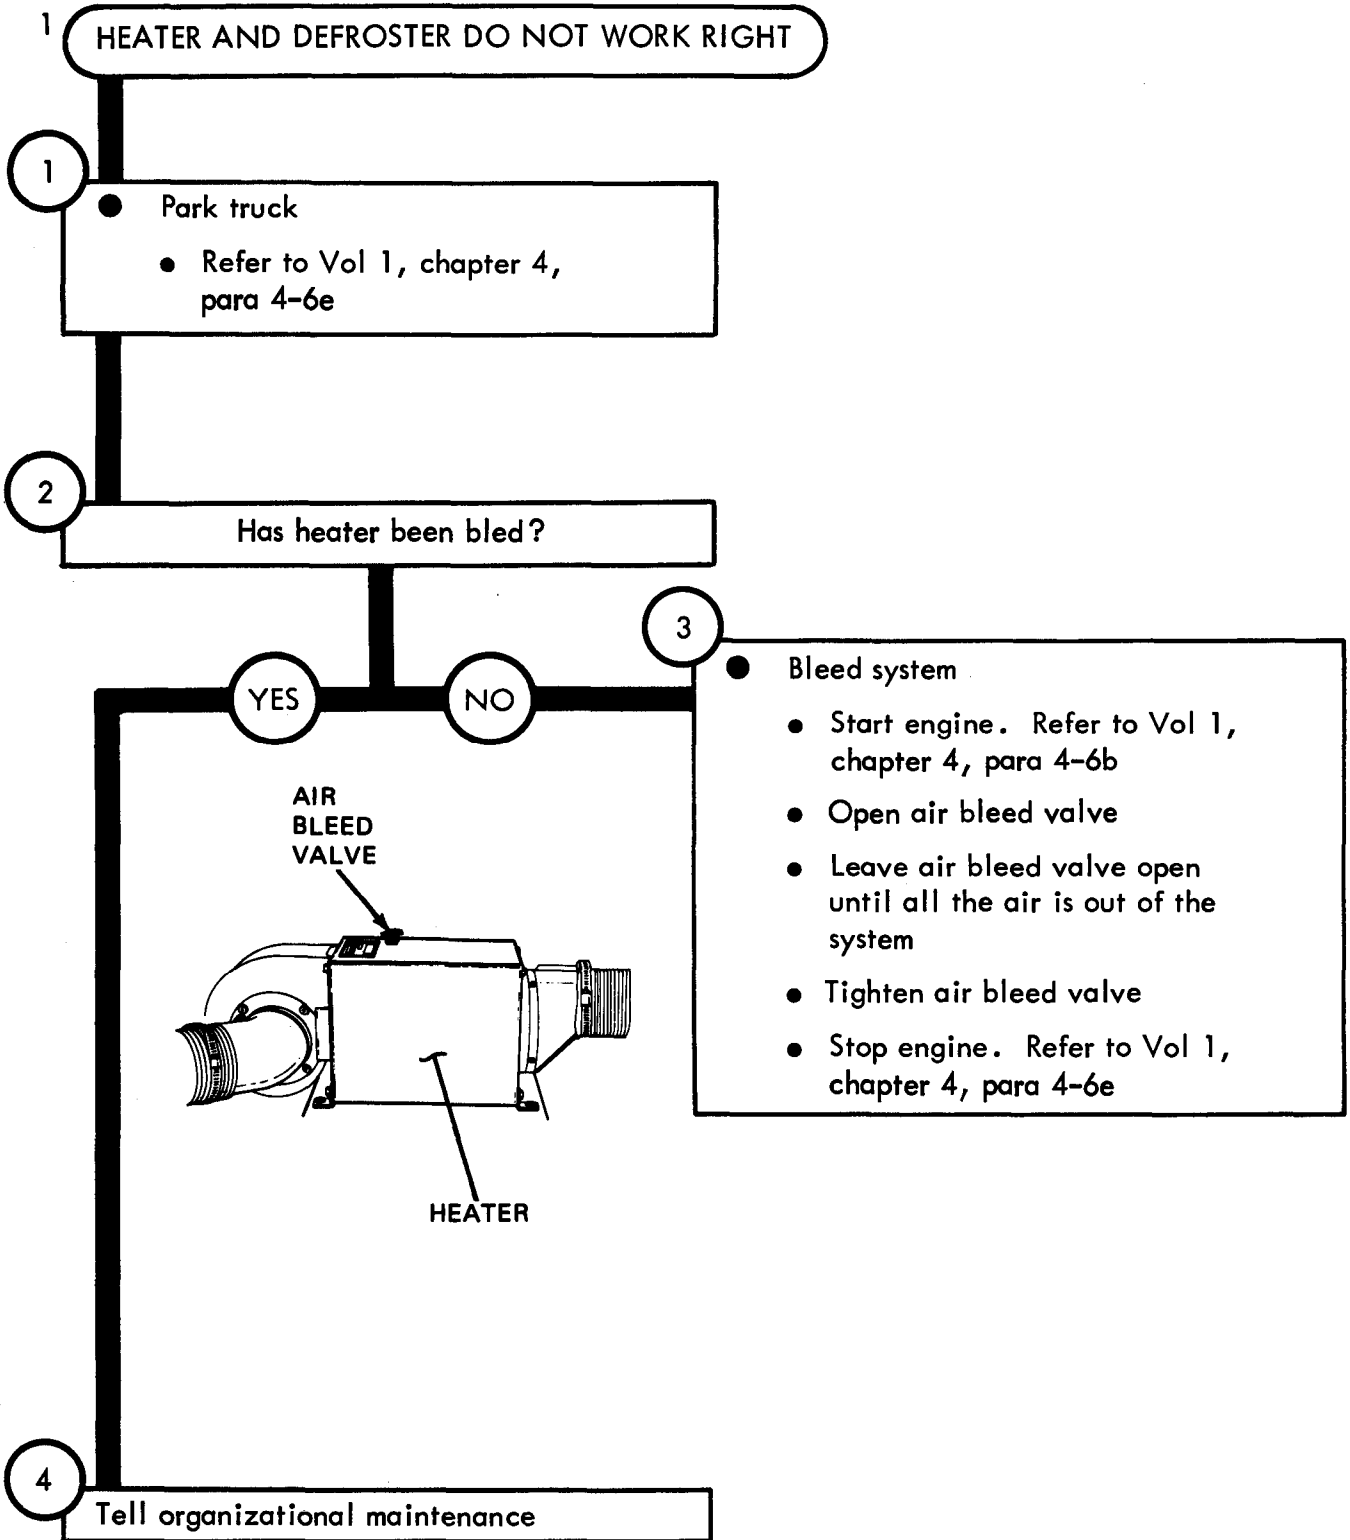 1
HEATER AND DEFROSTER DO NOT WORK RIGHT
1
● Park truck
● Refer to Vol 1, chapter 4,
para 4-6e
2
Has heater been bled?
YES
NO
3
● Bleed system
● Start engine. Refer to Vol 1,
chapter 4, para 4-6b
● Open air bleed valve
● Leave air bleed valve open
until all the air is out of the
system
● Tighten air bleed valve
● Stop engine. Refer to Vol 1,
chapter 4, para 4-6e
AIR
BLEED
VALVE
HEATER
4
Tell organizational maintenance